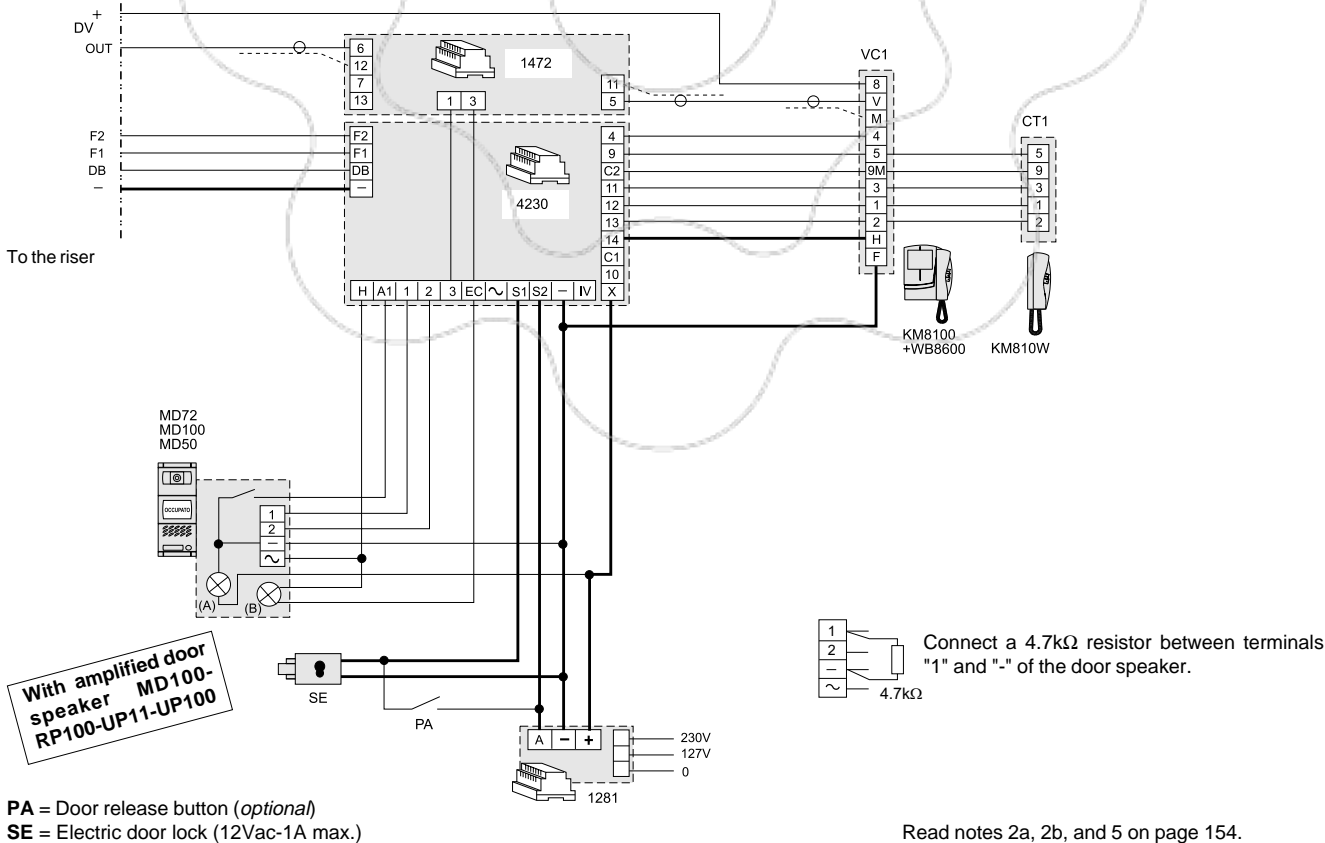 +
DV
OUT
6
12
7
13
1472
1 3
11
5
VC1
8
V
M
4
5
9M
3
1
2
H
F
CT1
5
9
3
1
2
F2
F1
DB
–
F2
F1
DB
–
4230
4
9
C2
11
12
13
14
C1
10
X
H A1 1 2 3 EC ~ S1 S2 – IV
To the riser
KM8100
+WB8600
KM810W
MD72
MD100
MD50
OCCUPATO
1
2
–
~
(A)
(B)
With amplified door
speaker MD100-
RP100-UP11-UP100
SE
PA
A – +
230V
127V
0
1281
1
2
–
~
4.7kΩ
Connect a 4.7kΩ resistor between terminals
"1" and "-" of the door speaker.
PA = Door release button (optional)
SE = Electric door lock (12Vac-1A max.)
Read notes 2a, 2b, and 5 on page 154.